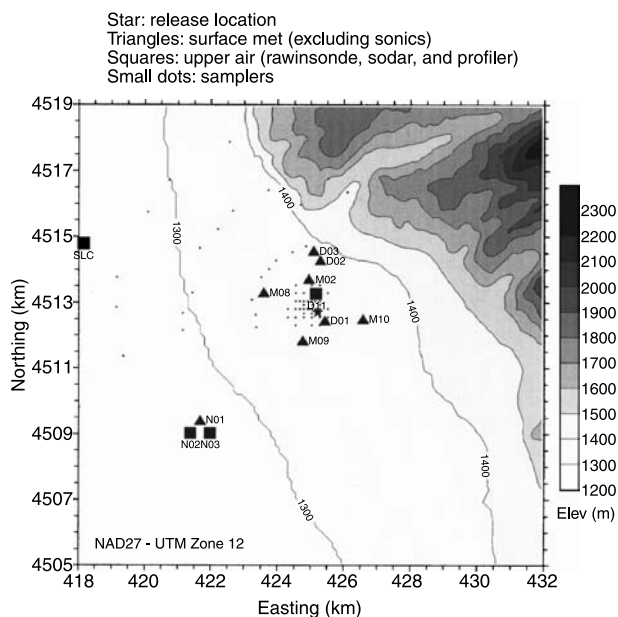 Star: release location
Triangles: surface met (excluding sonics)
Squares: upper air (rawinsonde, sodar, and profiler)
Small dots: samplers
4519
4517
4515
4513
4511
4509
4507
4505
Northing (km)
418 420 422 424 426 428 430 432
Easting (km)
1400
1300
SLC
D03
D02
M02
M08
D11
D01
M10
M09
1400
N01
N02 N03
1400
1300
NAD27 - UTM Zone 12
2300
2200
2100
2000
1900
1800
1700
1600
1500
1400
1300
1200
Elev (m)